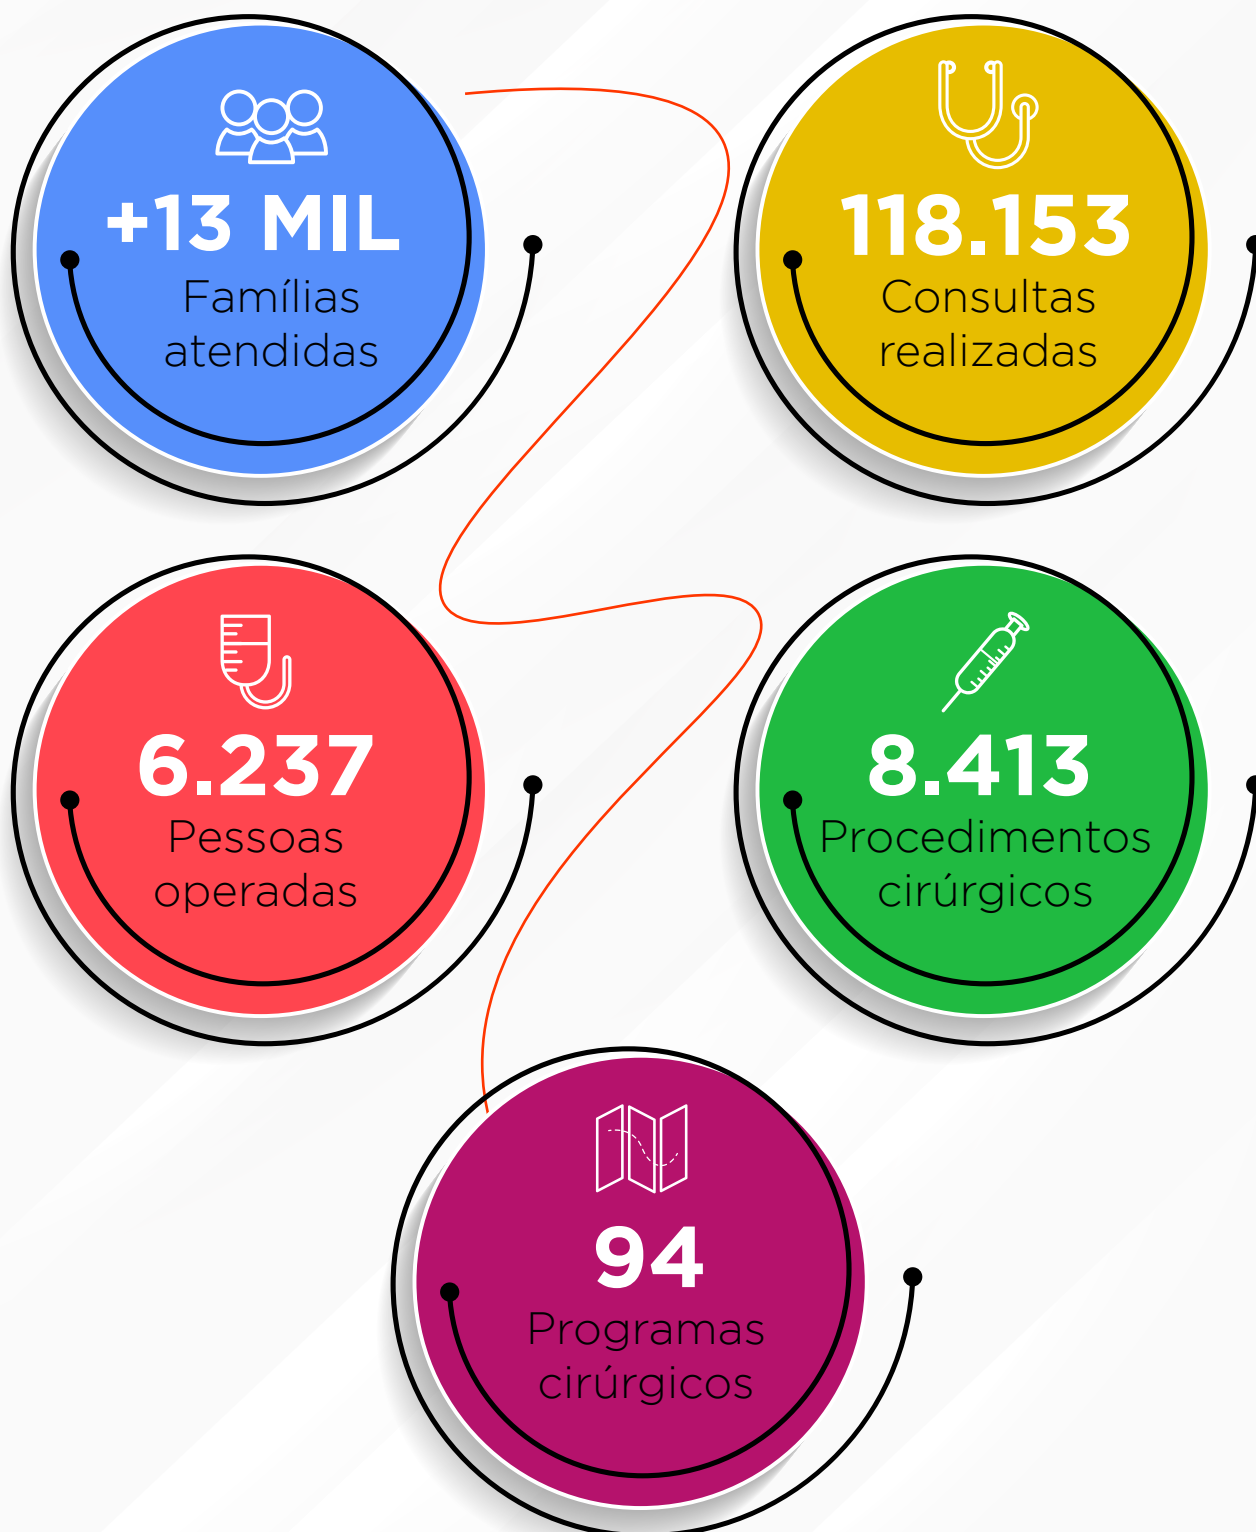 +13 MIL
Famílias
atendidas
118.153
Consultas
realizadas
6.237
Pessoas
operadas
8.413
Procedimentos
cirúrgicos
94
Programas
cirúrgicos